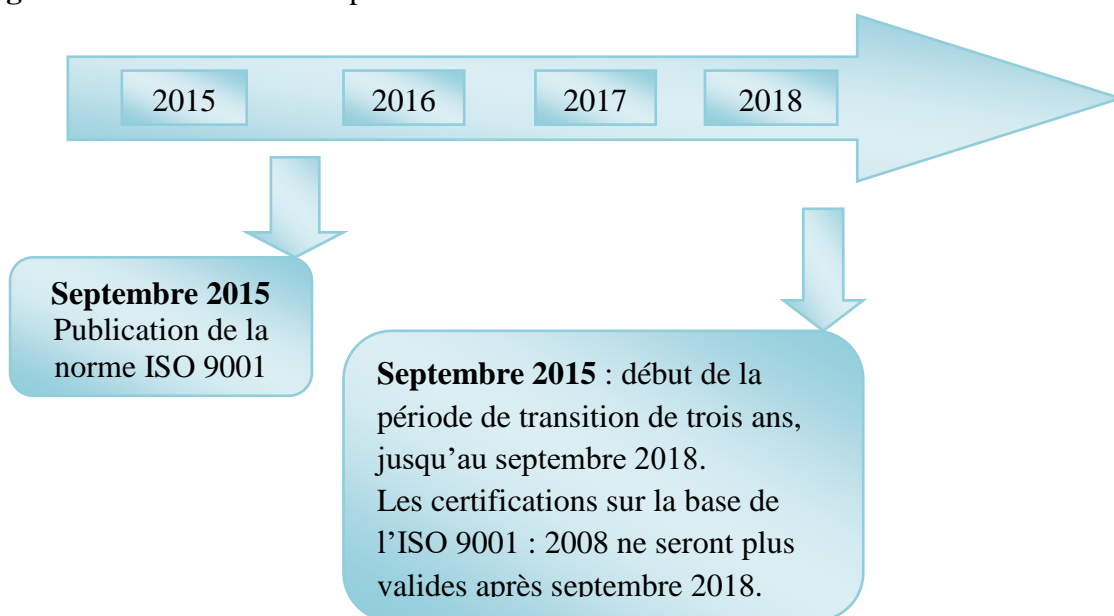 2015 2016 2017 2018
Septembre 2015
Publication de la
norme ISO 9001
Septembre 2015 : début de la
période de transition de trois ans,
jusqu’au septembre 2018.
Les certifications sur la base de
l’ISO 9001 : 2008 ne seront plus
valides après septembre 2018.